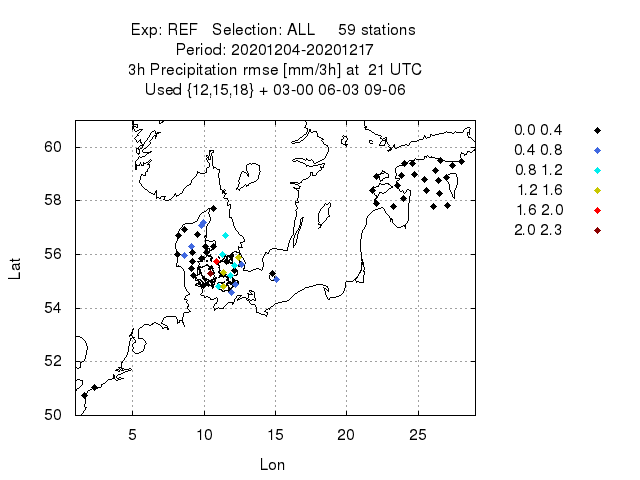 Exp: REF Selection: ALL 59 stations
Period: 20201204-20201217
3h Precipitation rmse [mm/3h] at 21 UTC
Used {12,15,18} + 03-00 06-03 09-06
0.0 0.4
0.4 0.8
0.8 1.2
1.2 1.6
1.6 2.0
2.0 2.3
60
58
56
54
52
50
Lat
5 10 15 20 25
Lon